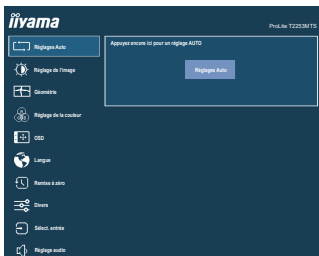 iiyama
ProLite T2253MTS
Réglages Auto
Appuyez encore ici pour un réglage AUTO
Réglages Auto
Réglage de l'image
Géométrie
Réglage de la couleur
OSD
Langue
Remise à zéro
Divers
Sélect. entrée
Réglage audio